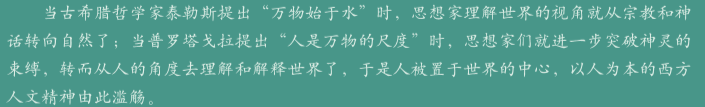 当古希腊哲学家泰勒斯提出“万物始于水”时，思想家理解世界的视角就从宗教和神
话转向自然了；当普罗塔戈拉提出“人是万物的尺度”时，思想家们就进一步突破神灵的
束缚，转而从人的角度去理解和解释世界了，于是人被置于世界的中心，以人为本的西方
人文精神由此滥觞。